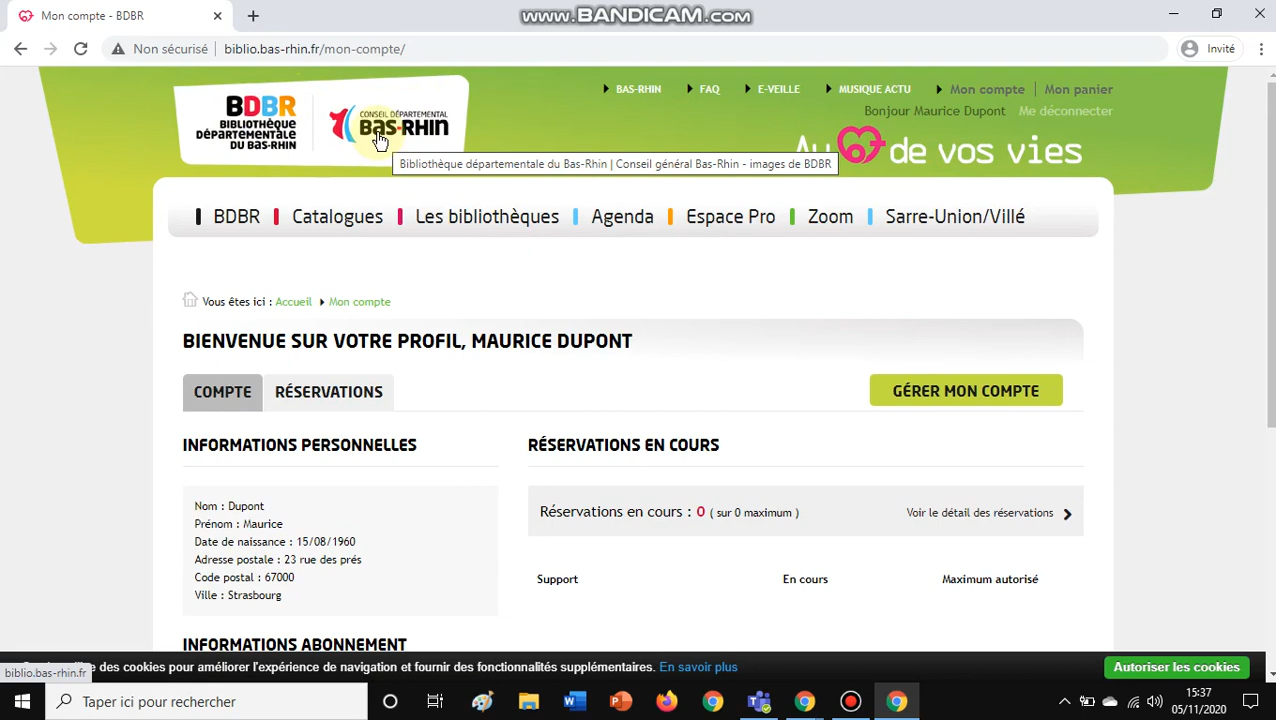 Mon compte - BDBR
www.BANDICAM.com
Non sécurisé
biblio.bas-rhin.fr/mon-compte/
Invité
BDBR
BIBLIOTHÈQUE
DÉPARTEMENTALE
DU BAS-RHIN
CONSEIL DÉPARTEMENTAL
BAS-RHIN
BAS-RHIN
FAQ
E-VEILLE
MUSIQUE ACTU
Mon compte
Mon panier
Bonjour Maurice Dupont
Me déconnecter
Au 67 de vos vies
Bibliothèque départementale du Bas-Rhin | Conseil général Bas-Rhin - images de BDBR
BDBR
Catalogues
Les bibliothèques
Agenda
Espace Pro
Zoom
Sarre-Union/Villé
Vous êtes ici : Accueil Mon compte
BIENVENUE SUR VOTRE PROFIL, MAURICE DUPONT
COMPTE
RÉSERVATIONS
GÉRER MON COMPTE
INFORMATIONS PERSONNELLES
Nom : Dupont
Prénom : Maurice
Date de naissance : 15/08/1960
Adresse postale : 23 rue des prés
Code postal : 67000
Ville : Strasbourg
INFORMATIONS ABONNEMENT
RÉSERVATIONS EN COURS
Réservations en cours : 0 ( sur 0 maximum )
Voir le détail des réservations
Support
En cours
Maximum autorisé
des cookies pour améliorer l'expérience de navigation et fournir des fonctionnalités supplémentaires. En savoir plus
Autoriser les cookies
biblio.bas-rhin.fr
Taper ici pour rechercher
15:37
05/11/2020